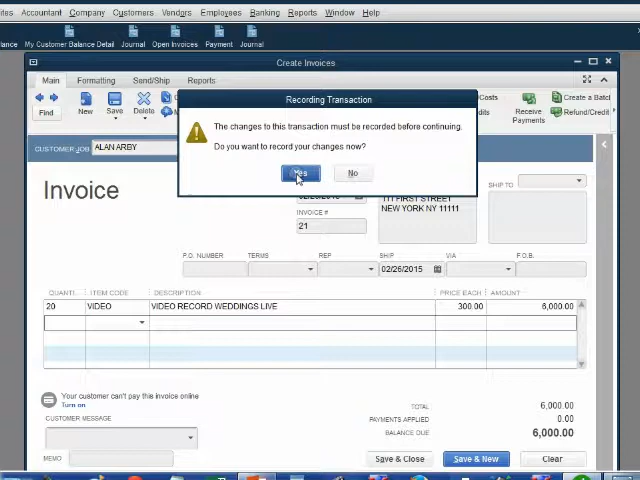 ites Accountant Company Customers Vendors Employees Banking Reports Window Help
lance My Customer Balance Detail Journal Open Invoices Payment Journal
Create Invoices
Main Formatting Send/Ship Reports
Find New Save Delete
Costs Create a Batch
Receive Payments Refund/Credit
Recording Transaction
The changes to this transaction must be recorded before continuing.
Do you want to record your changes now?
Yes No
CUSTOMER:JOB ALAN ARBY
Invoice
SHIP TO
111 FIRST STREET
NEW YORK NY 11111
INVOICE #
21
P.O. NUMBER TERMS REP SHIP VIA F.O.B.
02/26/2015
QUANTI... ITEM CODE DESCRIPTION PRICE EACH AMOUNT
20 VIDEO VIDEO RECORD WEDDINGS LIVE 300.00 6,000.00
Your customer can't pay this invoice online
Turn on
CUSTOMER MESSAGE
MEMO
TOTAL 6,000.00
PAYMENTS APPLIED 0.00
BALANCE DUE 6,000.00
Save & Close Save & New Clear